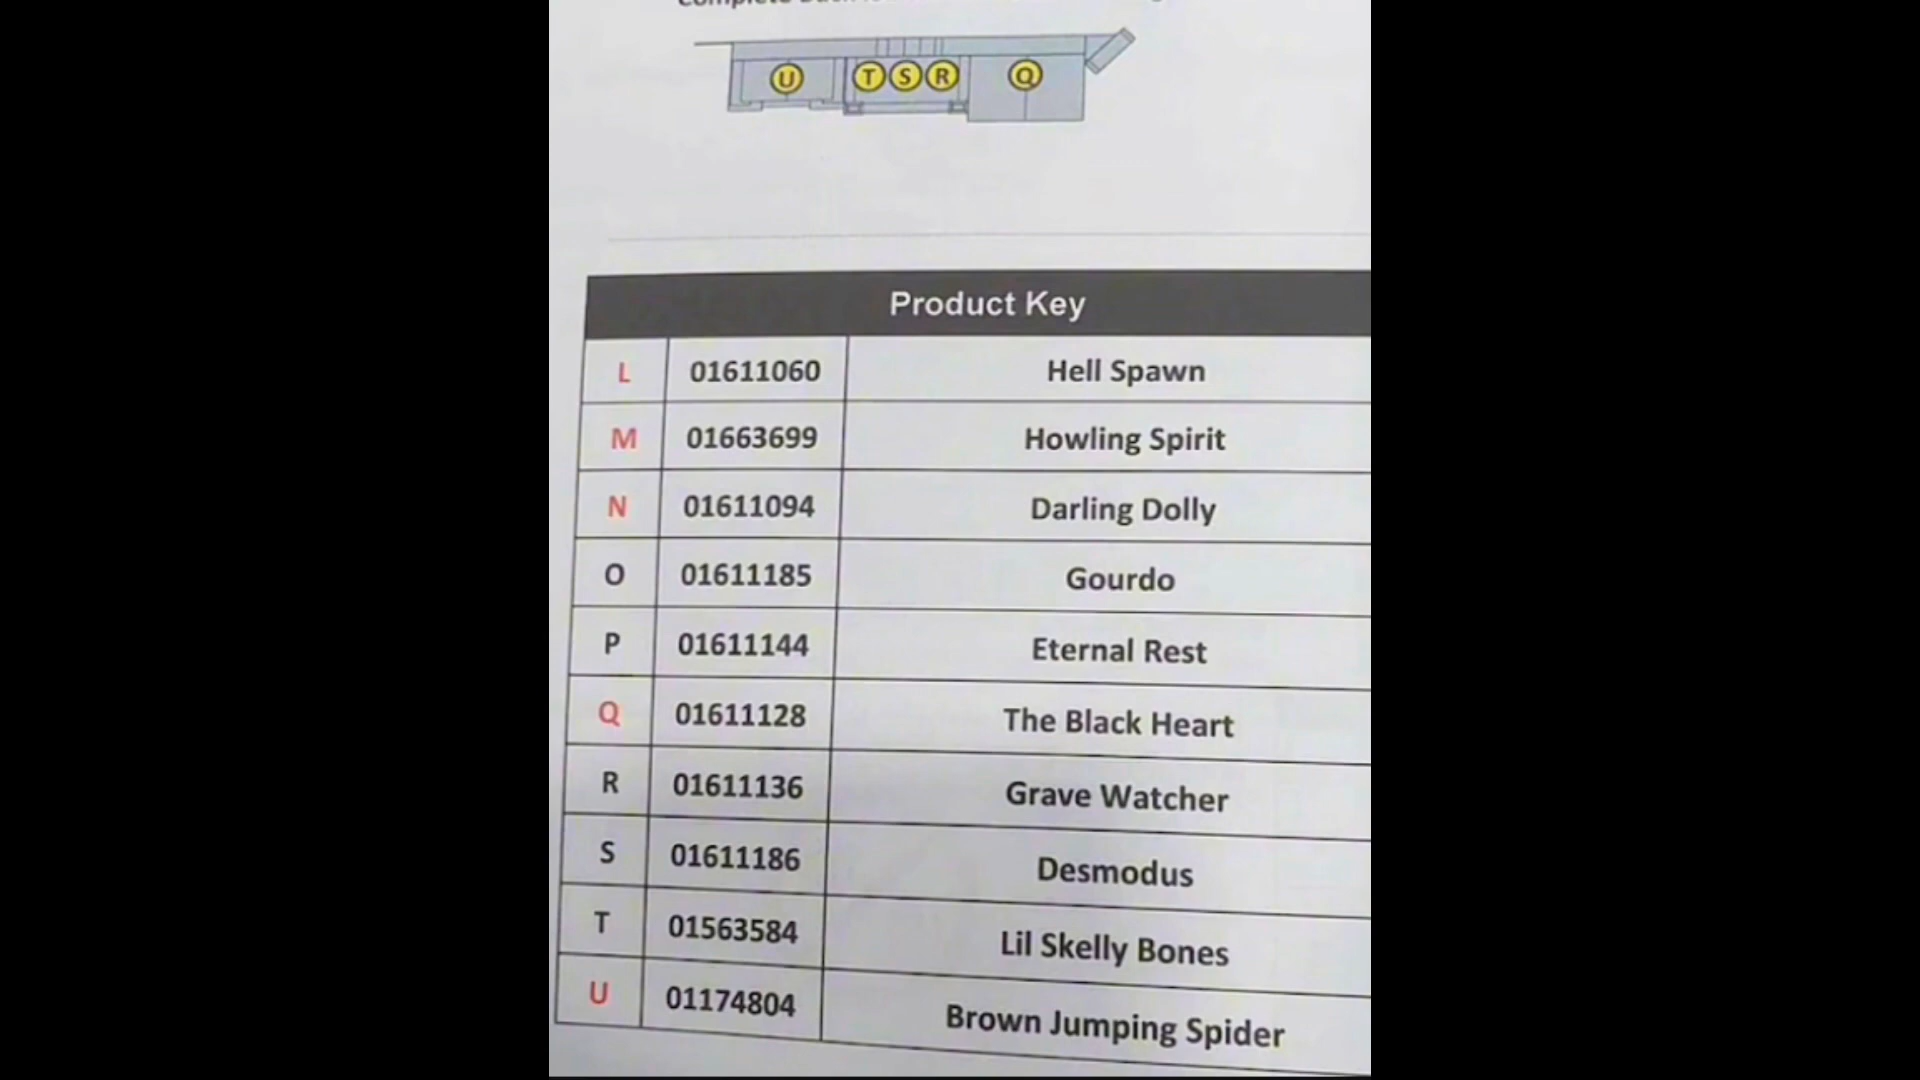 Complete
U T S R Q
Product Key
L 01611060 Hell Spawn
M 01663699 Howling Spirit
N 01611094 Darling Dolly
O 01611185 Gourdo
P 01611144 Eternal Rest
Q 01611128 The Black Heart
R 01611136 Grave Watcher
S 01611186 Desmodus
T 01563584 Lil Skelly Bones
U 01174804 Brown Jumping Spider